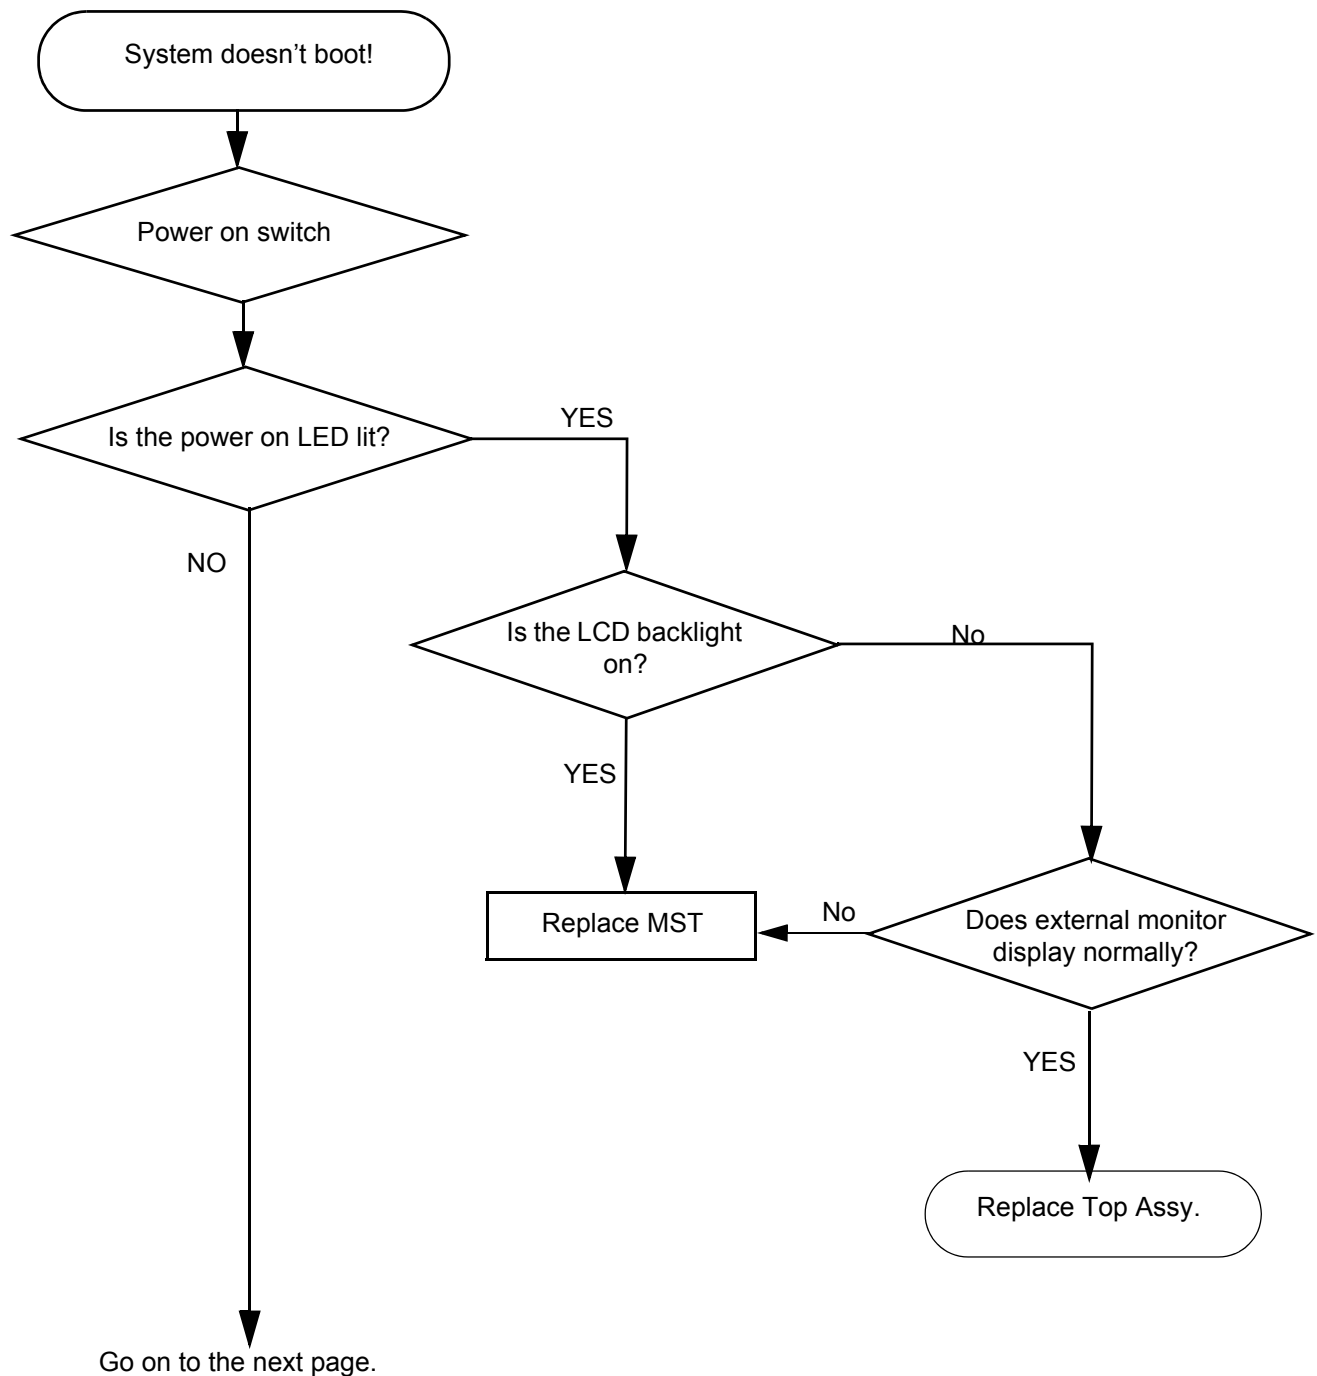 System doesn't boot!
Power on switch
Is the power on LED lit?
YES
NO
Is the LCD backlight
on?
No
YES
Replace MST
No
Does external monitor
display normally?
YES
Replace Top Assy.
Go on to the next page.